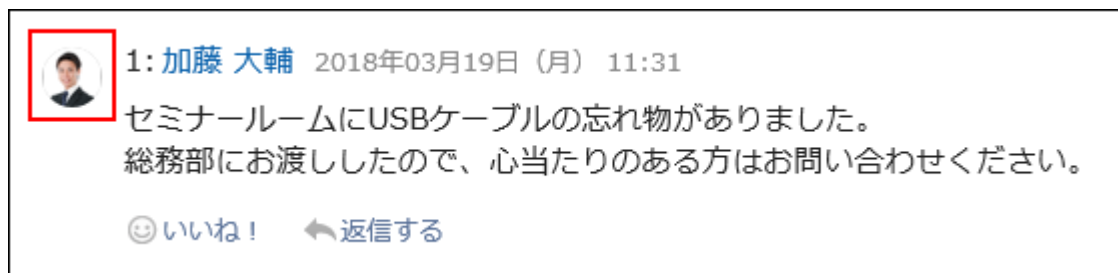 1: 加藤 大輔 2018年03月19日（月） 11:31
セミナールームにUSBケーブルの忘れ物がありました。
総務部にお渡ししたので、心当たりのある方はお問い合わせください。
いいね！ 返信する